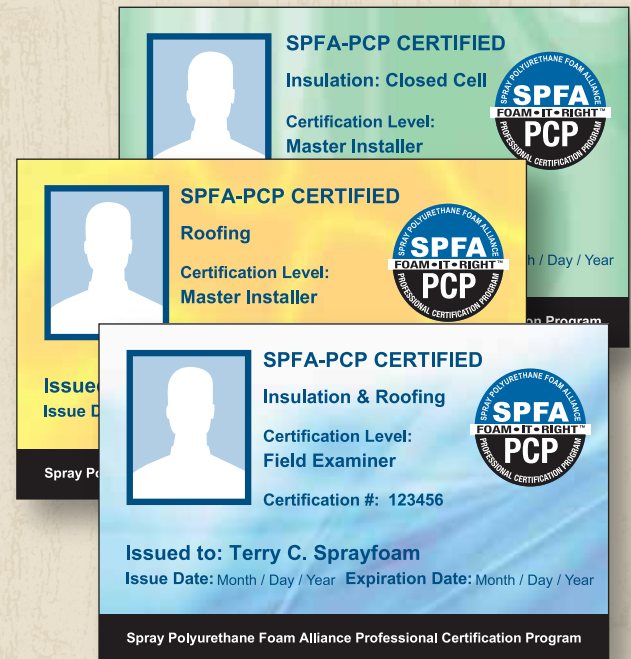 SPFA-PCP CERTIFIED
Insulation: Closed Cell
Certification Level:
Master Installer
SPRAY POLYURETHANE FOAM ALLIANCE
SPFA
FOAM•IT•RIGHT™
PCP
PROFESSIONAL CERTIFICATION PROGRAM
/ Day / Year
Program
SPFA-PCP CERTIFIED
Roofing
Certification Level:
Master Installer
SPRAY POLYURETHANE FOAM ALLIANCE
SPFA
FOAM•IT•RIGHT™
PCP
PROFESSIONAL CERTIFICATION PROGRAM
Issued
Issue
Spray
SPFA-PCP CERTIFIED
Insulation & Roofing
Certification Level:
Field Examiner
Certification #: 123456
SPRAY POLYURETHANE FOAM ALLIANCE
SPFA
FOAM•IT•RIGHT™
PCP
PROFESSIONAL CERTIFICATION PROGRAM
Issued to: Terry C. Sprayfoam
Issue Date: Month / Day / Year Expiration Date: Month / Day / Year
Spray Polyurethane Foam Alliance Professional Certification Program